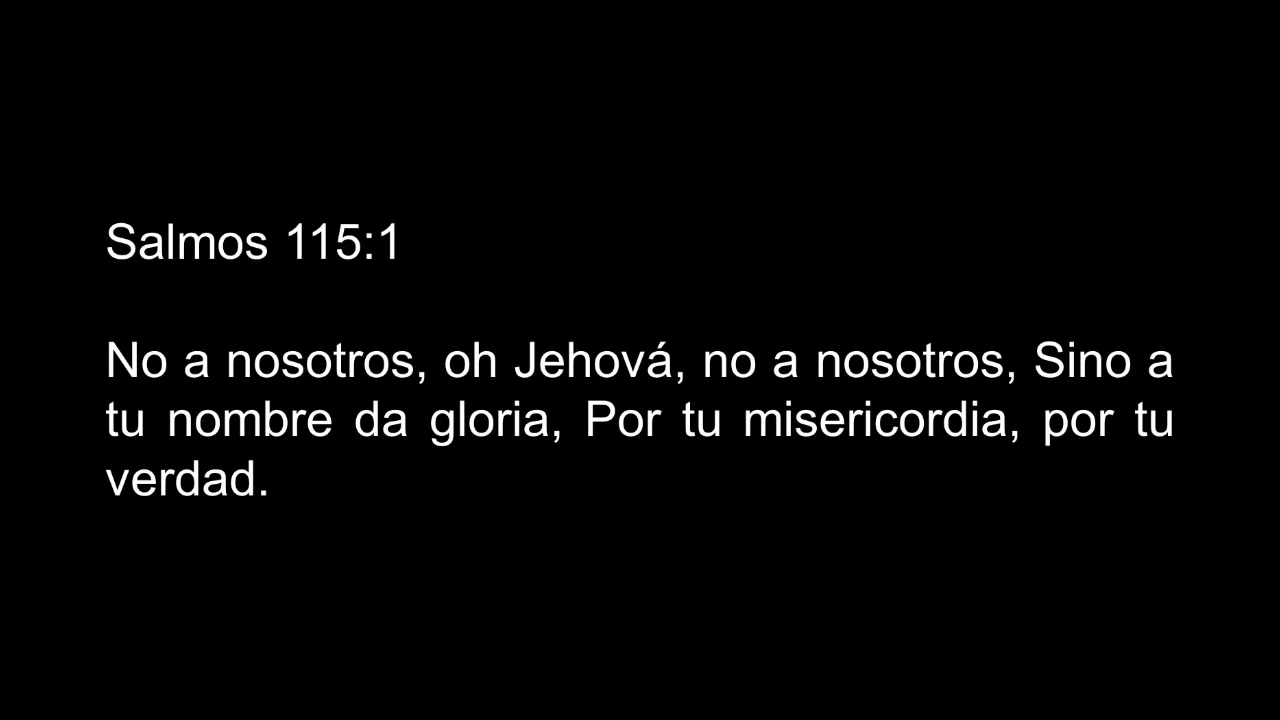 Salmos 115:1
No a nosotros, oh Jehová, no a nosotros, Sino a
tu nombre da gloria, Por tu misericordia, por tu
verdad.